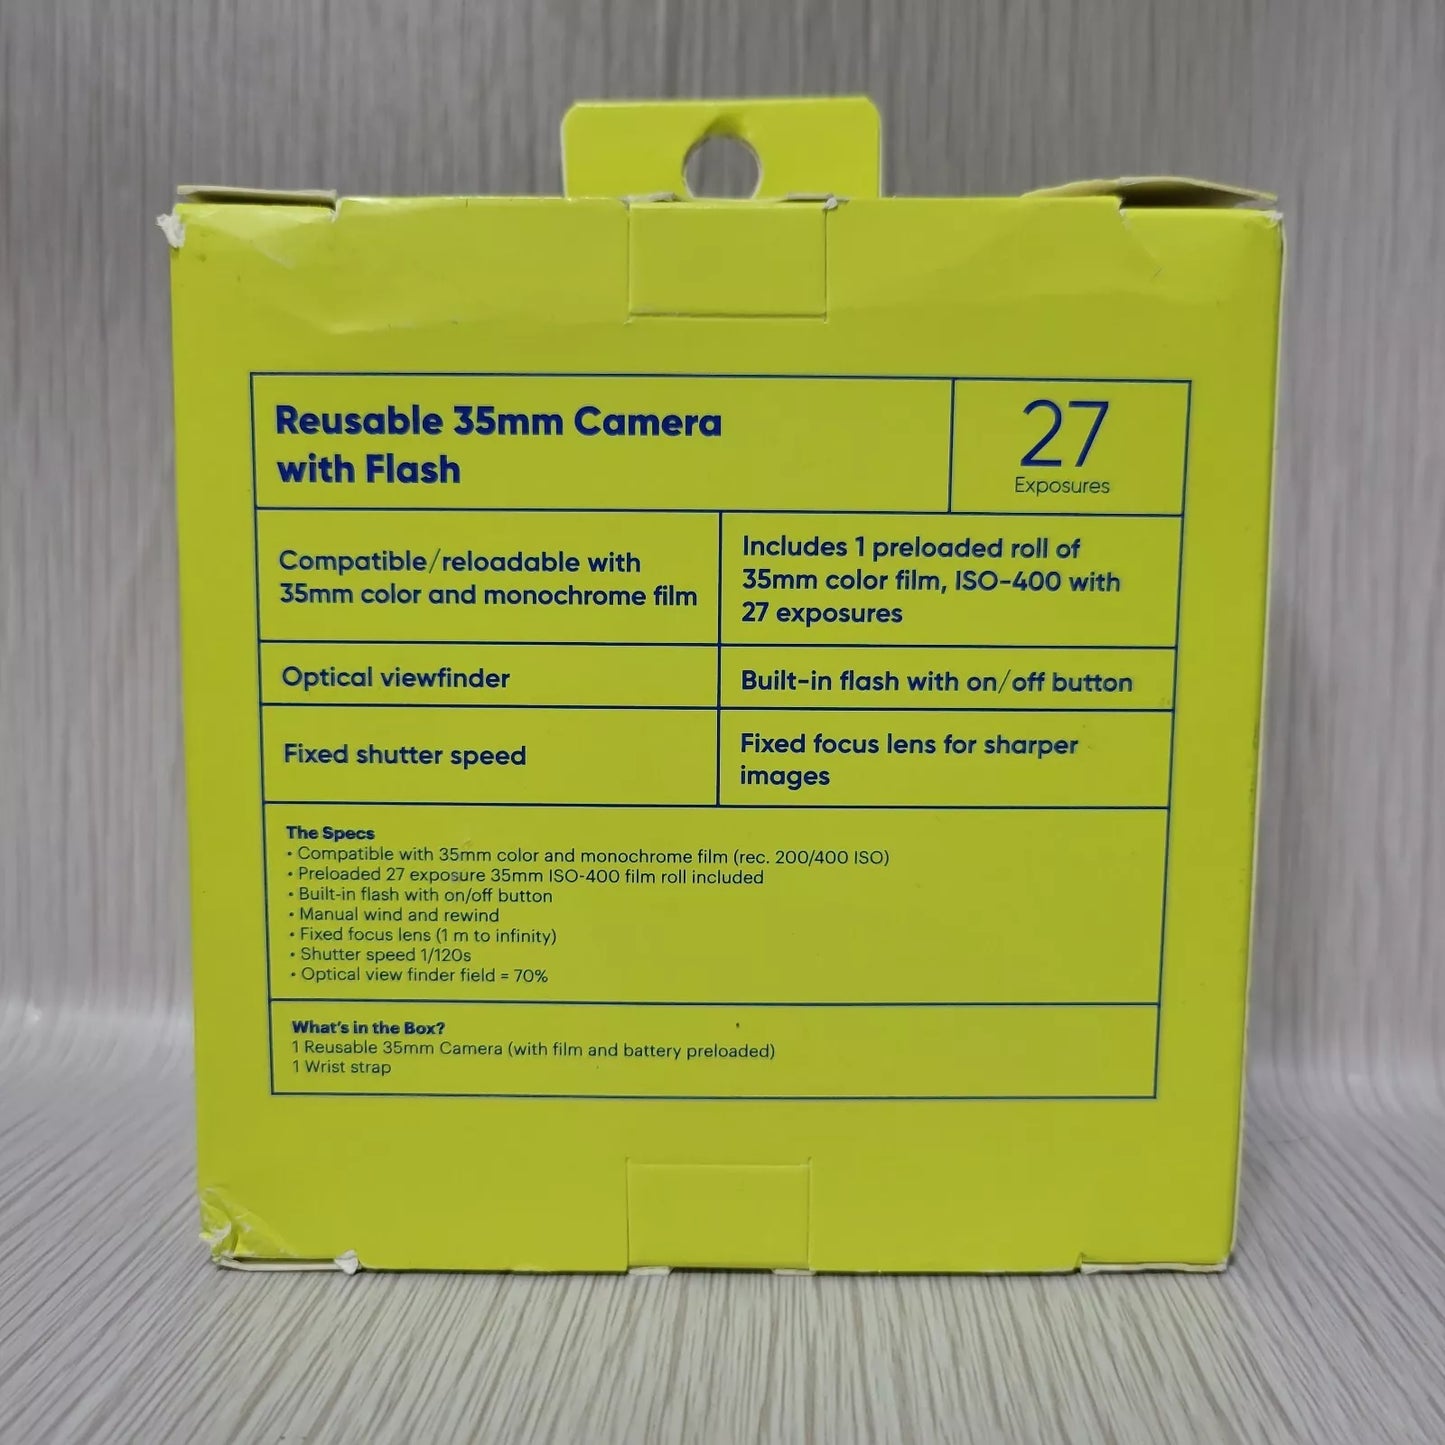 Reusable 35mm Camera
with Flash
27
Exposures
Compatible/reloadable with
35mm color and monochrome film
Includes 1 preloaded roll of
35mm color film, ISO-400 with
27 exposures
Optical viewfinder
Built-in flash with on/off button
Fixed shutter speed
Fixed focus lens for sharper
images
The Specs
• Compatible with 35mm color and monochrome film (rec. 200/400 ISO)
• Preloaded 27 exposure 35mm ISO-400 film roll included
• Built-in flash with on/off button
• Manual wind and rewind
• Fixed focus lens (1 m to infinity)
• Shutter speed 1/120s
• Optical view finder field = 70%
What's in the Box?
1 Reusable 35mm Camera (with film and battery preloaded)
1 Wrist strap